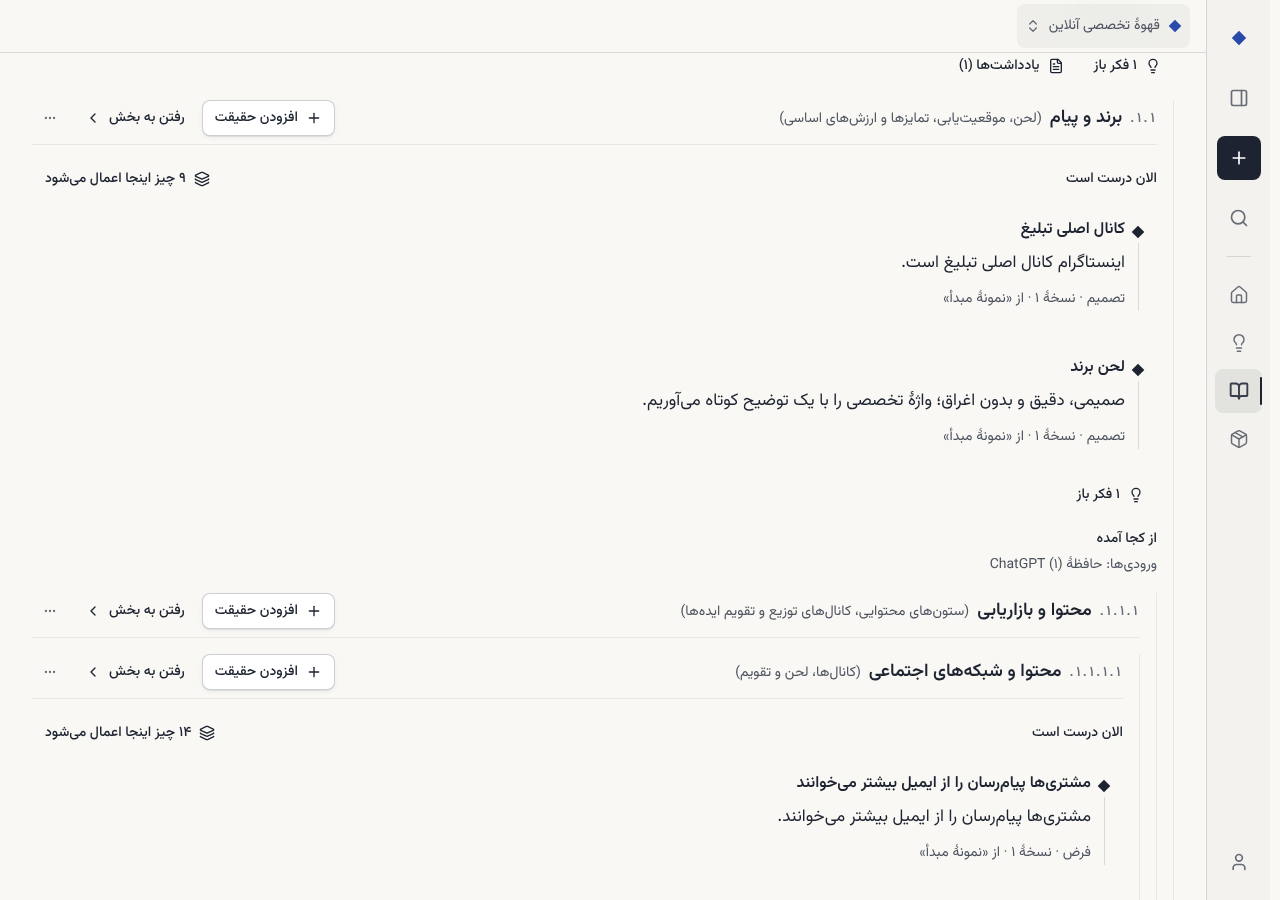 قهوهٔ تخصصی آنلاین
۱ فکر باز
یادداشت‌ها (۱)
۱.۱. برند و پیام (لحن، موقعیت‌یابی، تمایزها و ارزش‌های اساسی)
افزودن حقیقت
رفتن به بخش
الان درست است
۹ چیز اینجا اعمال می‌شود
کانال اصلی تبلیغ
اینستاگرام کانال اصلی تبلیغ است.
تصمیم · نسخهٔ ۱ · از «نمونهٔ مبدأ»
لحن برند
صمیمی، دقیق و بدون اغراق؛ واژهٔ تخصصی را با یک توضیح کوتاه می‌آوریم.
تصمیم · نسخهٔ ۱ · از «نمونهٔ مبدأ»
۱ فکر باز
از کجا آمده
ورودی‌ها: حافظهٔ ChatGPT (۱)
۱.۱.۱. محتوا و بازاریابی (ستون‌های محتوایی، کانال‌های توزیع و تقویم ایده‌ها)
افزودن حقیقت
رفتن به بخش
۱.۱.۱.۱. محتوا و شبکه‌های اجتماعی (کانال‌ها، لحن و تقویم)
افزودن حقیقت
رفتن به بخش
الان درست است
۱۴ چیز اینجا اعمال می‌شود
مشتری‌ها پیام‌رسان را از ایمیل بیشتر می‌خوانند
مشتری‌ها پیام‌رسان را از ایمیل بیشتر می‌خوانند.
فرض · نسخهٔ ۱ · از «نمونهٔ مبدأ»